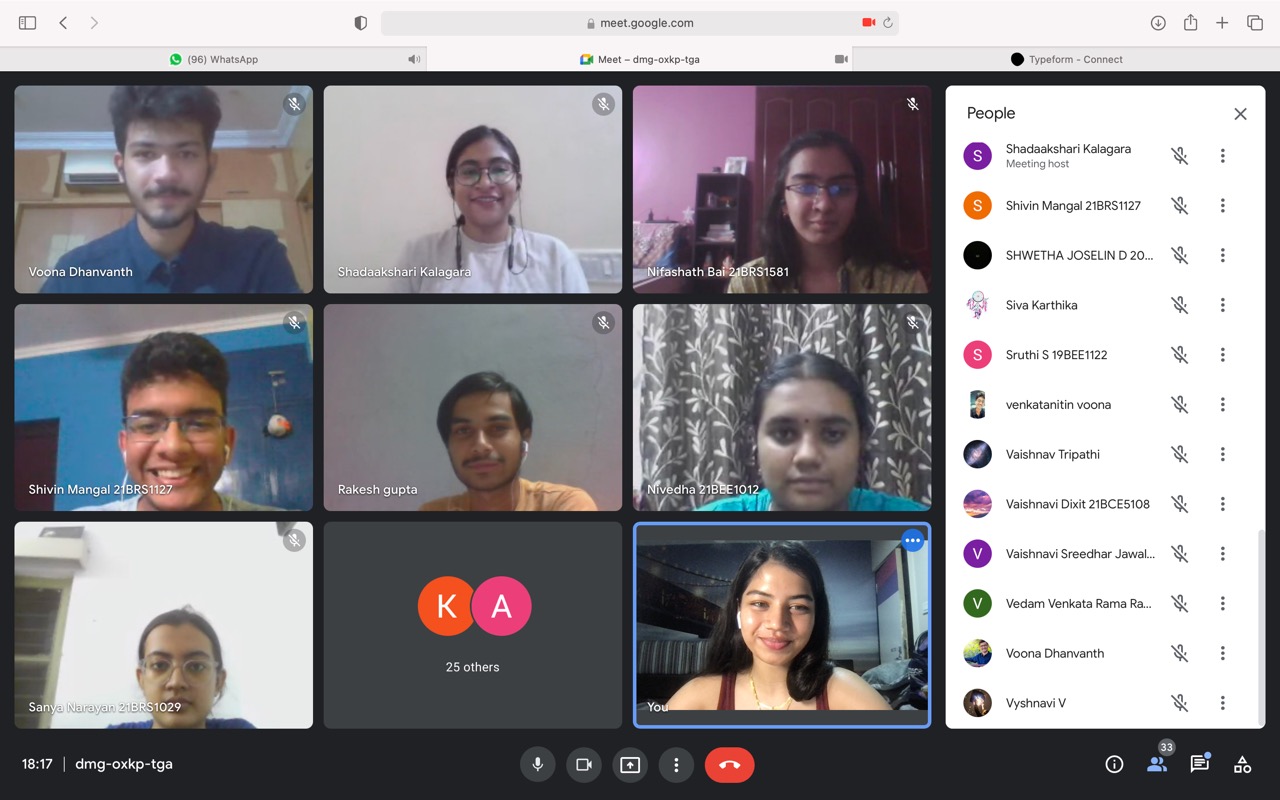 meet.google.com
(96) WhatsApp
Meet – dmg-oxkp-tga
Typeform - Connect
Voona Dhanvanth
Shadaakshari Kalagara
Nifashath Bai 21BRS1581
Shivin Mangal 21BRS1127
Rakesh gupta
Nivedha 21BEE1012
Sanya Narayan 21BRS1029
K A
25 others
You
People
S
Shadaakshari Kalagara
Meeting host
S
Shivin Mangal 21BRS1127
SHWETHA JOSELIN D 20...
Siva Karthika
S
Sruthi S 19BEE1122
venkatanitin voona
Vaishnav Tripathi
Vaishnavi Dixit 21BCE5108
V
Vaishnavi Sreedhar Jawal...
V
Vedam Venkata Rama Ra...
Voona Dhanvanth
Vyshnavi V
18:17 | dmg-oxkp-tga
33